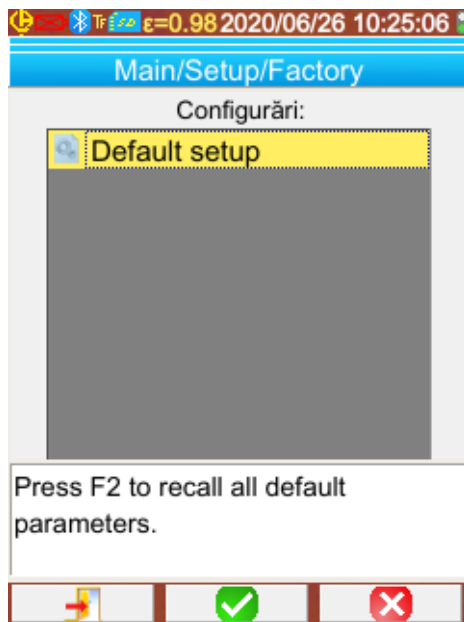 TF ε=0.98 2020/06/26 10:25:06
Main/Setup/Factory
Configurări:
Default setup
Press F2 to recall all default
parameters.